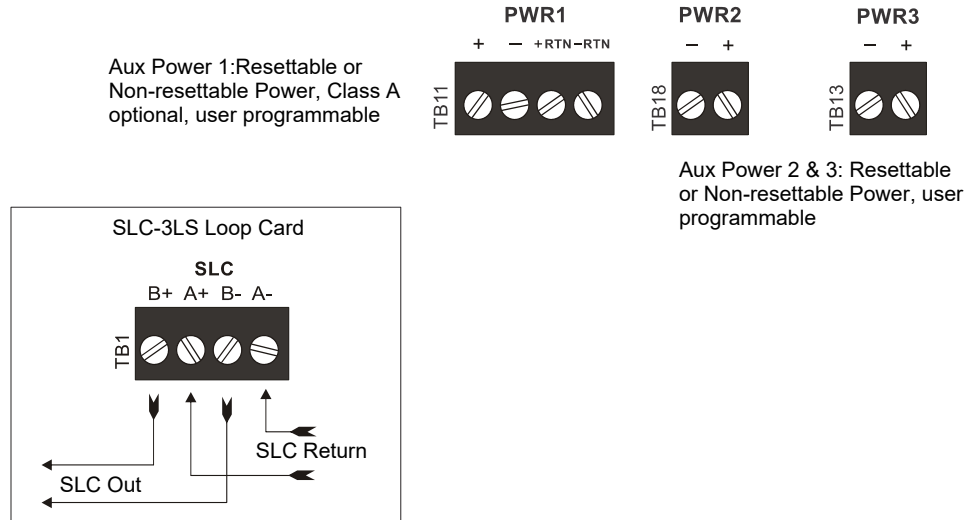 PWR1
PWR2
PWR3
+ − +RTN−RTN
− +
− +
Aux Power 1:Resettable or
Non-resettable Power, Class A
optional, user programmable
TB11
TB18
TB13
Aux Power 2 & 3: Resettable
or Non-resettable Power, user
programmable
SLC-3LS Loop Card
SLC
B+ A+ B- A-
TB1
SLC Return
SLC Out